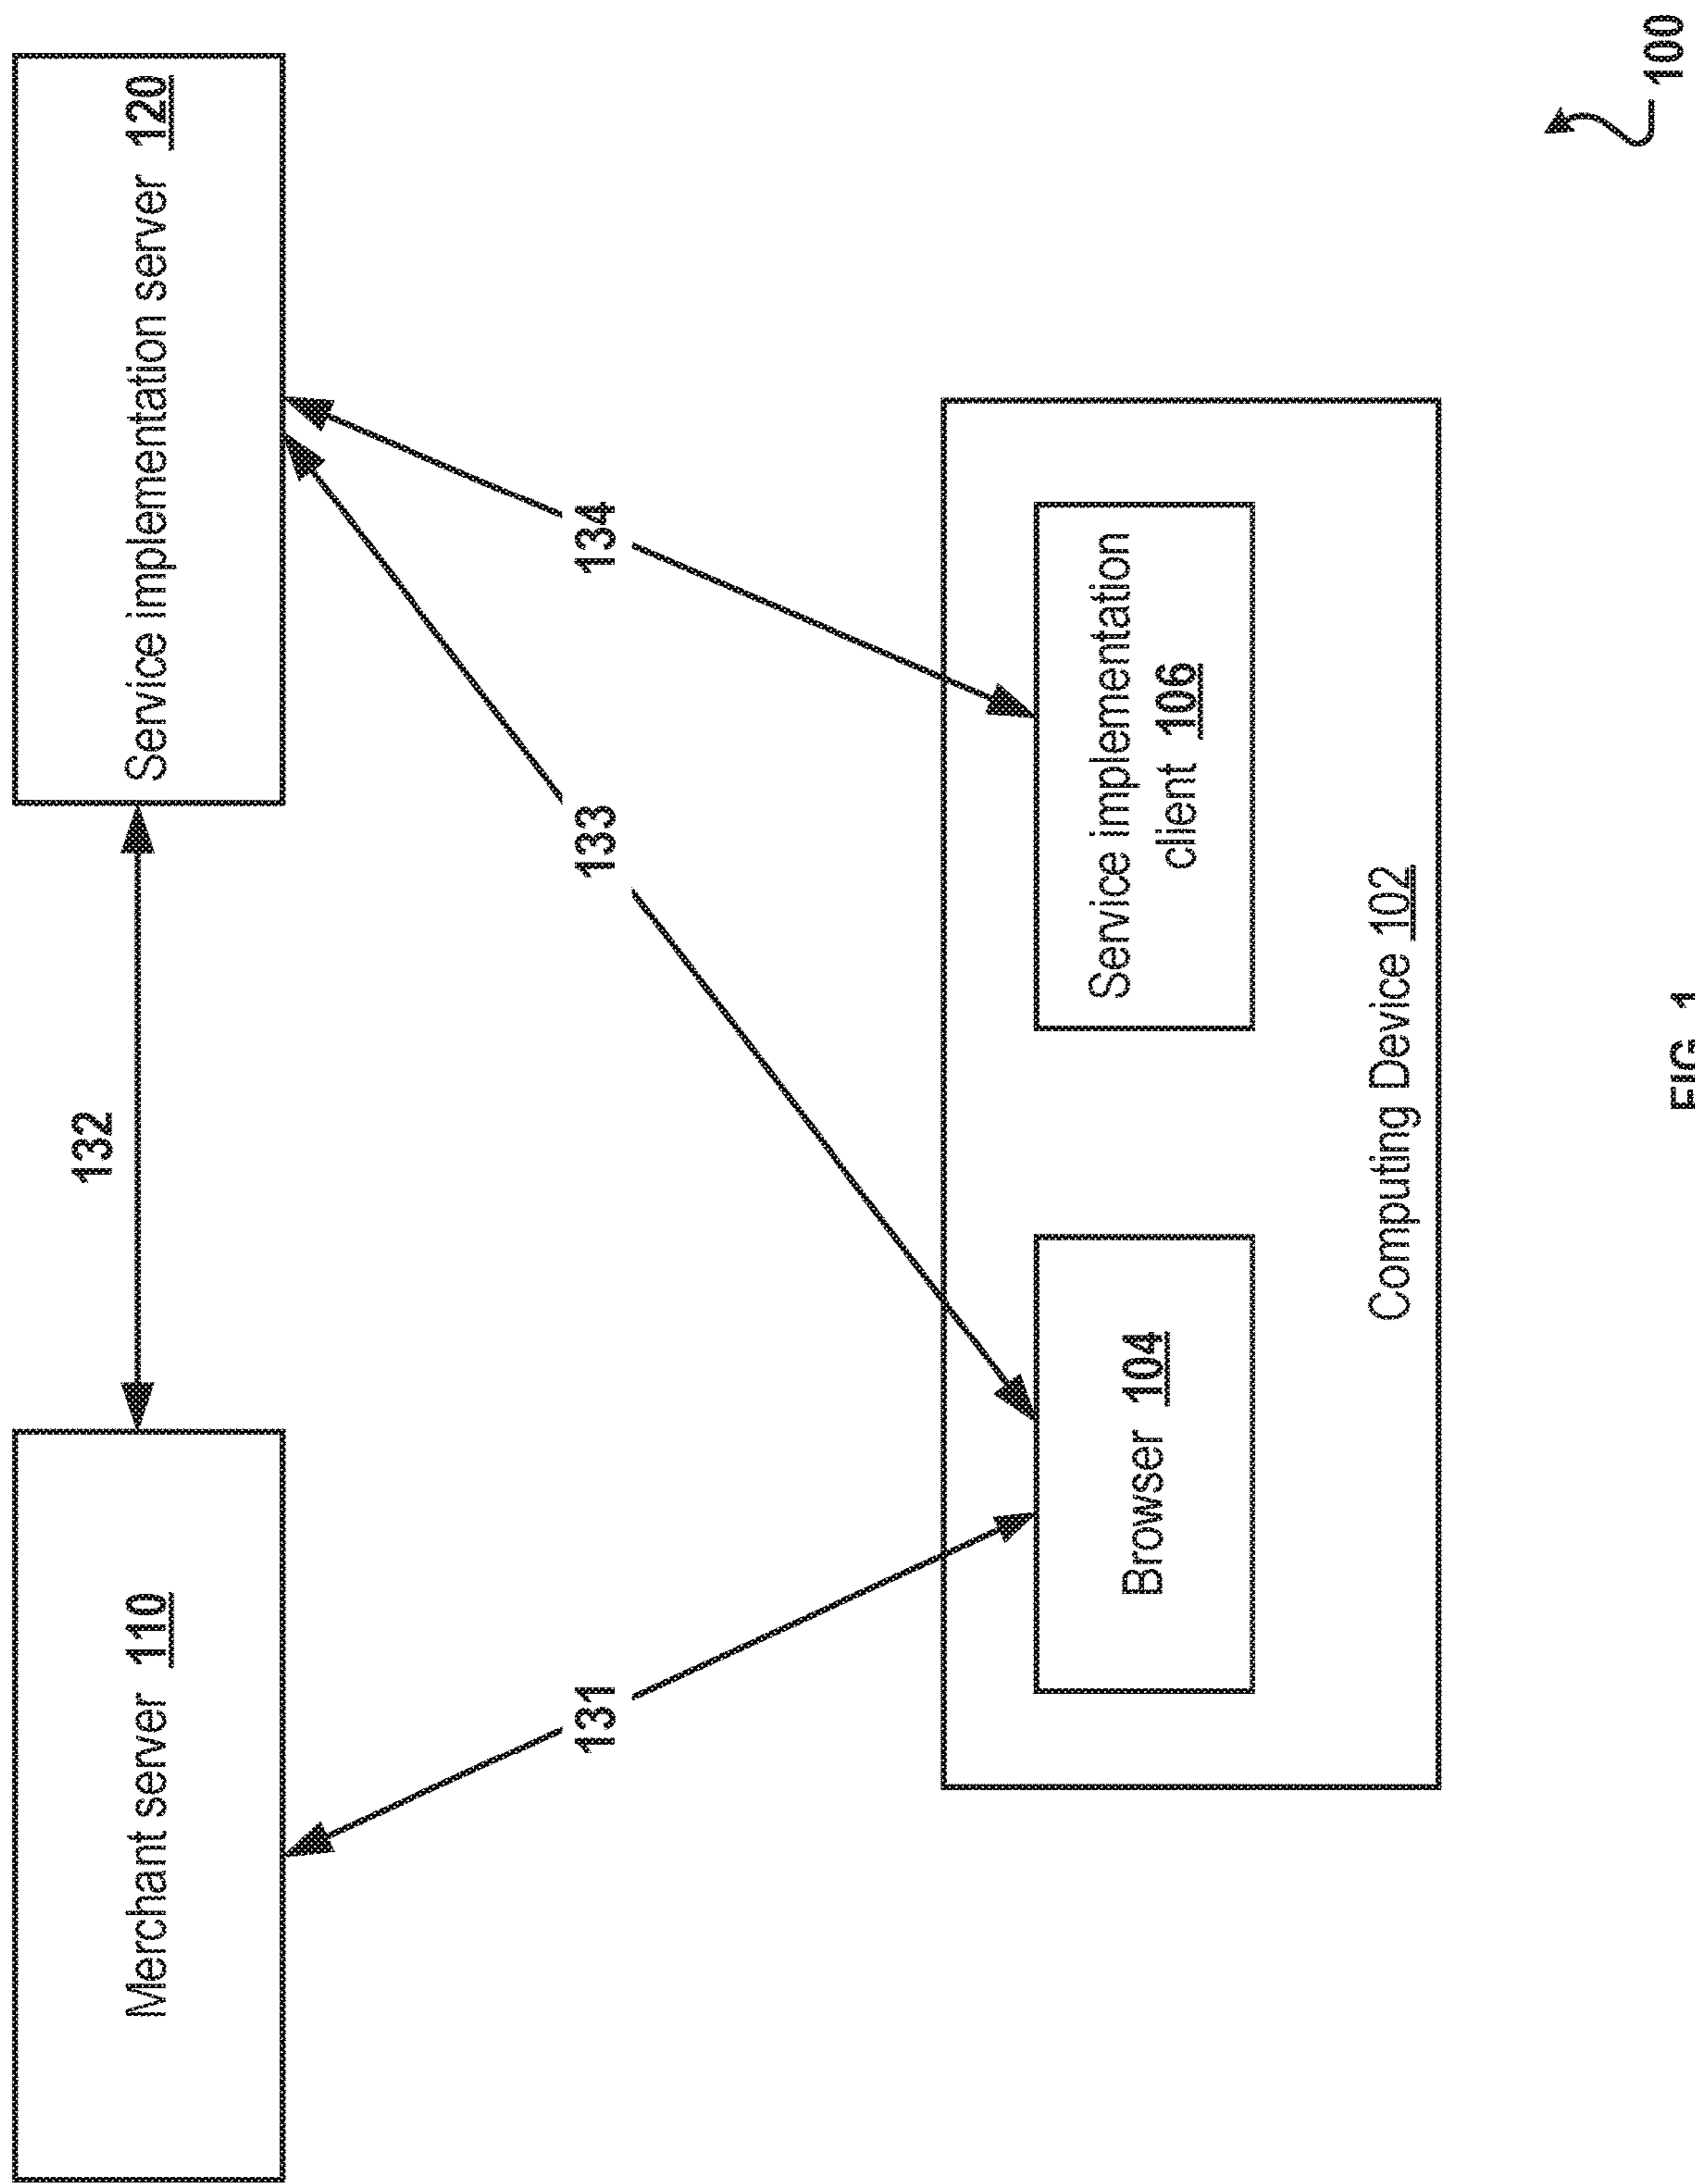 Merchant server 110
132
Service implementation server 120
131
133
134
Browser 104
Service implementation
client 106
Computing Device 102
100
FIG. 1